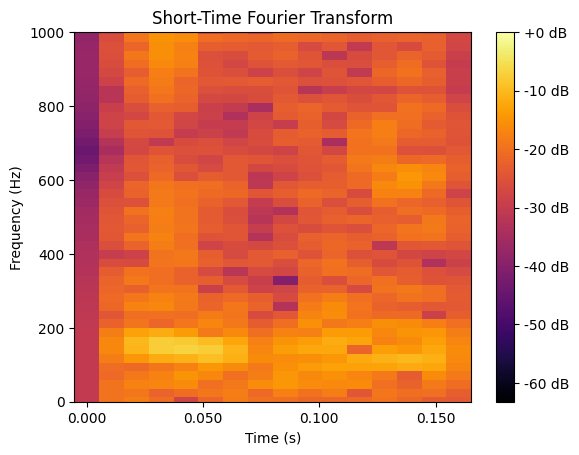 Short-Time Fourier Transform
1000
800
600
400
200
0
Frequency (Hz)
0.000
0.050
0.100
0.150
Time (s)
+0 dB
-10 dB
-20 dB
-30 dB
-40 dB
-50 dB
-60 dB